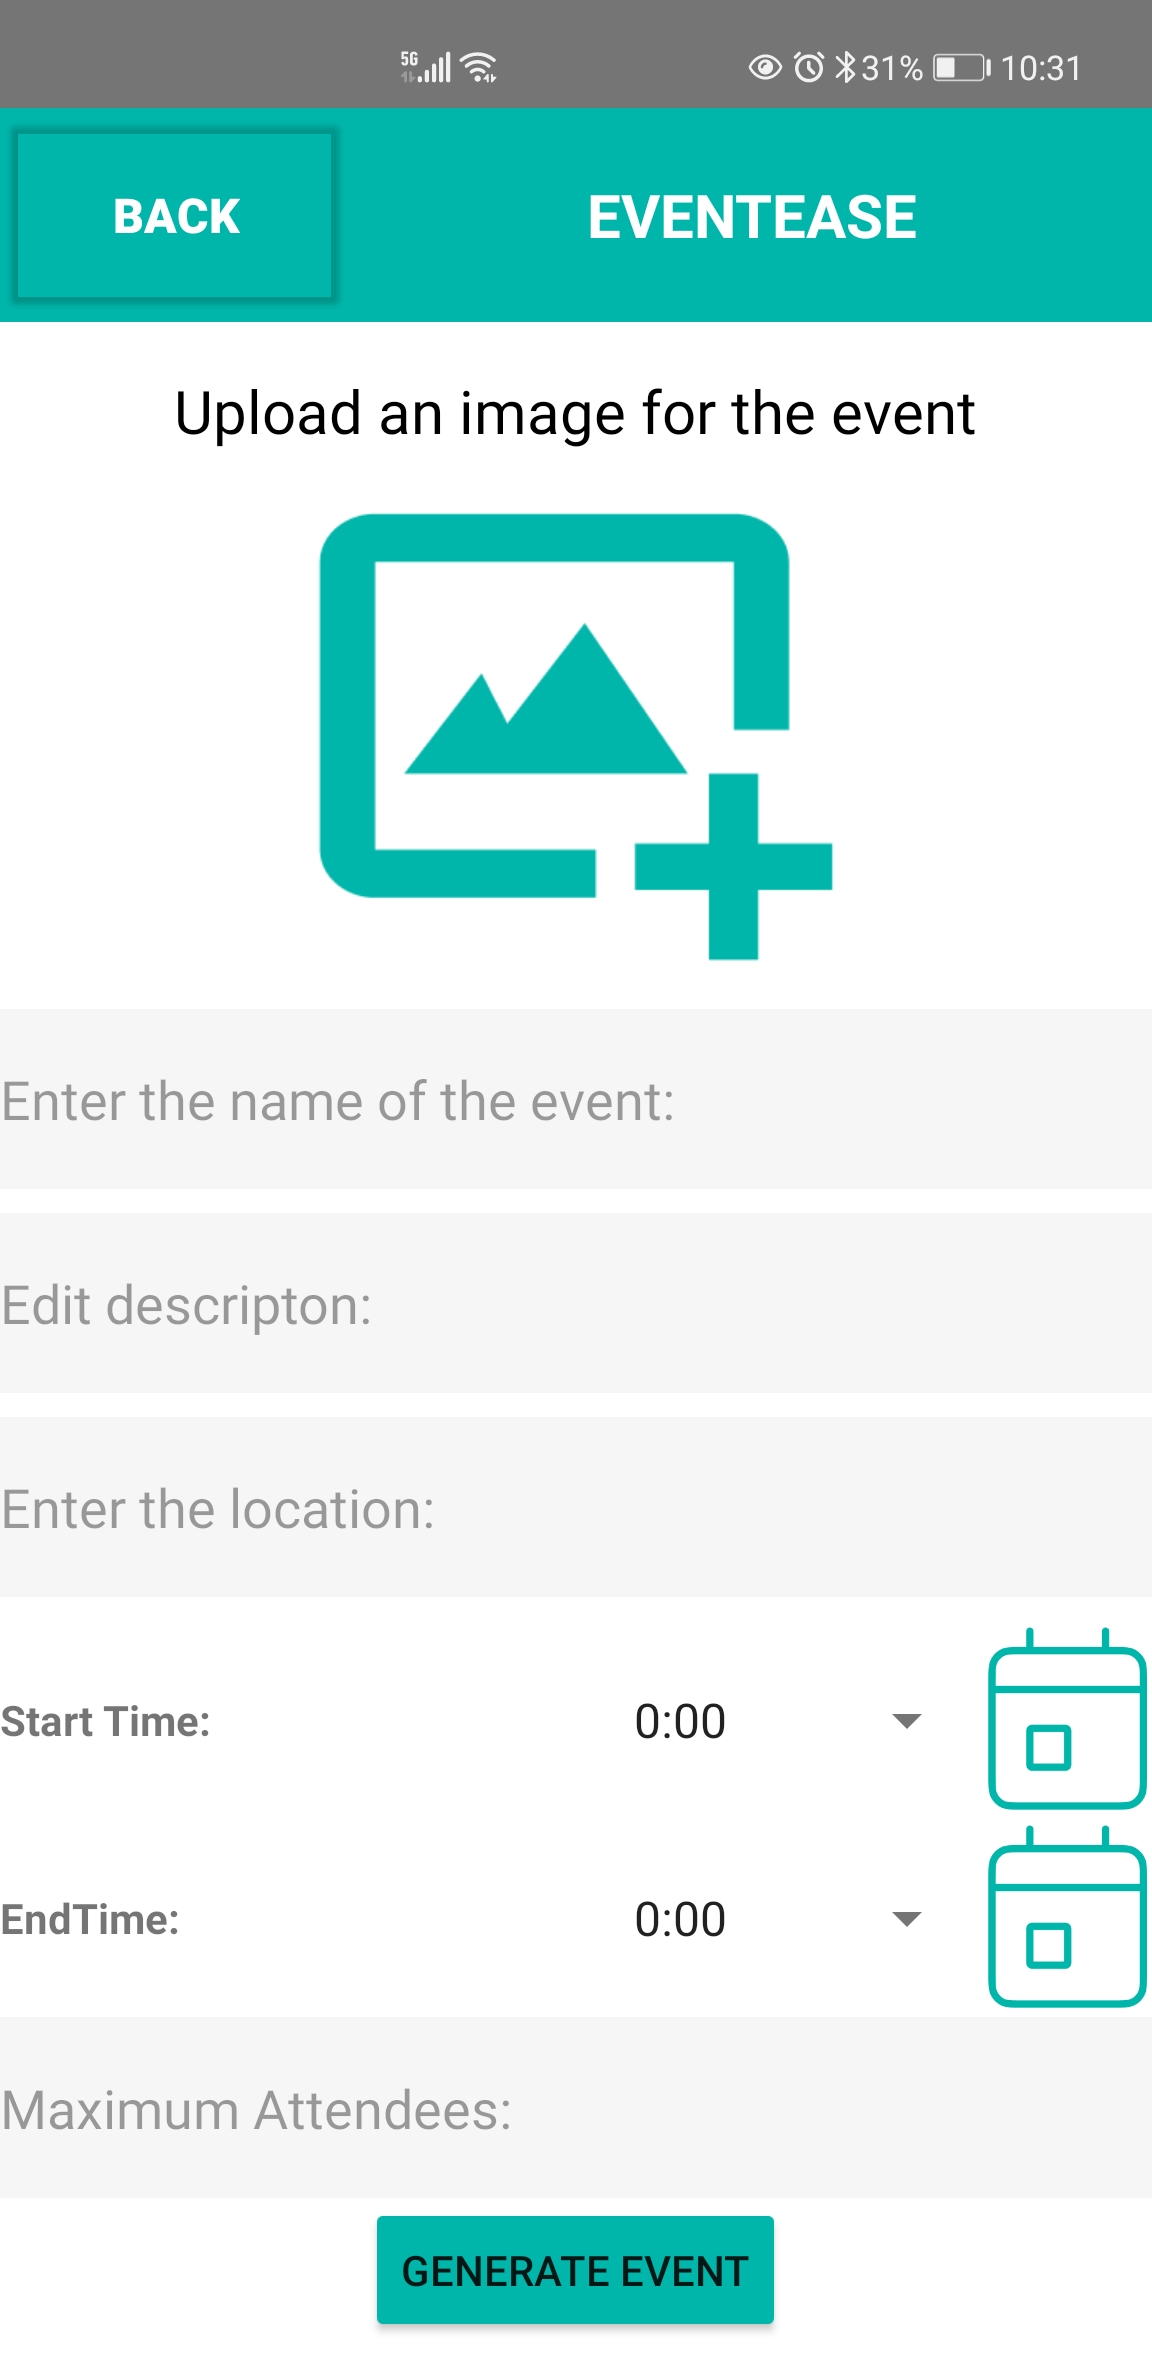 5G 31% 10:31
BACK EVENTEASE
Upload an image for the event
Enter the name of the event:
Edit descripton:
Enter the location:
Start Time: 0:00
EndTime: 0:00
Maximum Attendees:
GENERATE EVENT